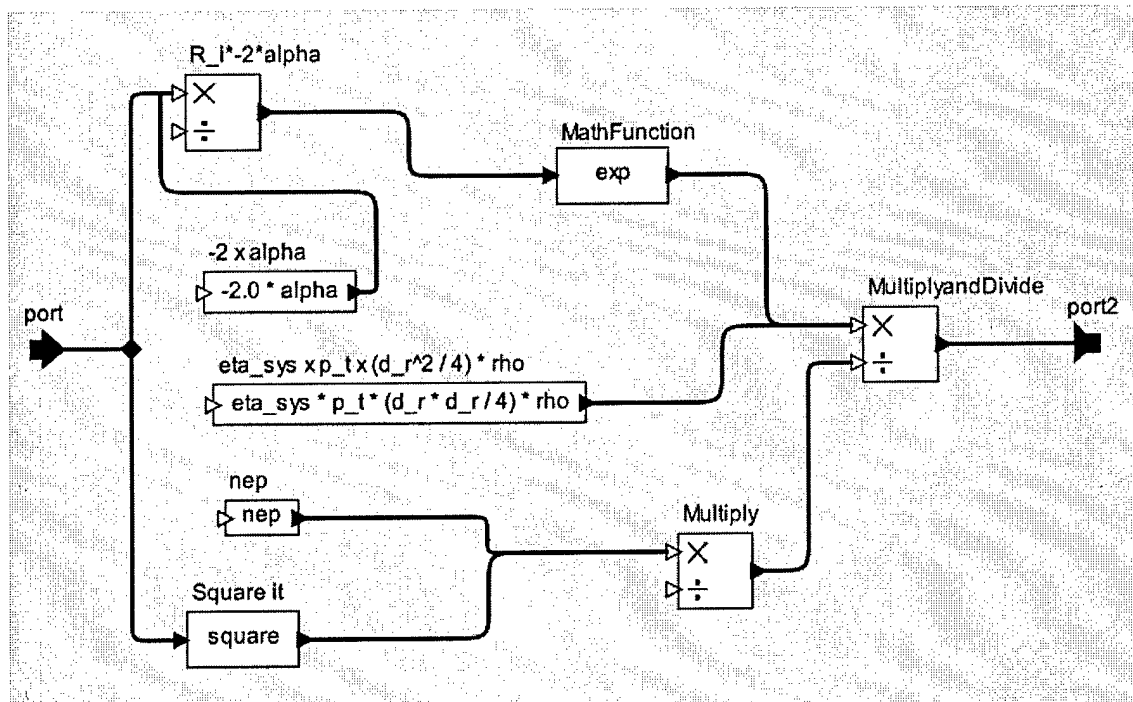 R_i*-2*alpha
×
÷
MathFunction
exp
-2 x alpha
-2.0 * alpha
port
MultiplyandDivide
×
÷
port2
eta_sys x p_t x (d_r^2 / 4) * rho
eta_sys * p_t * (d_r * d_r / 4) * rho
nep
nep
Multiply
×
÷
Square it
square